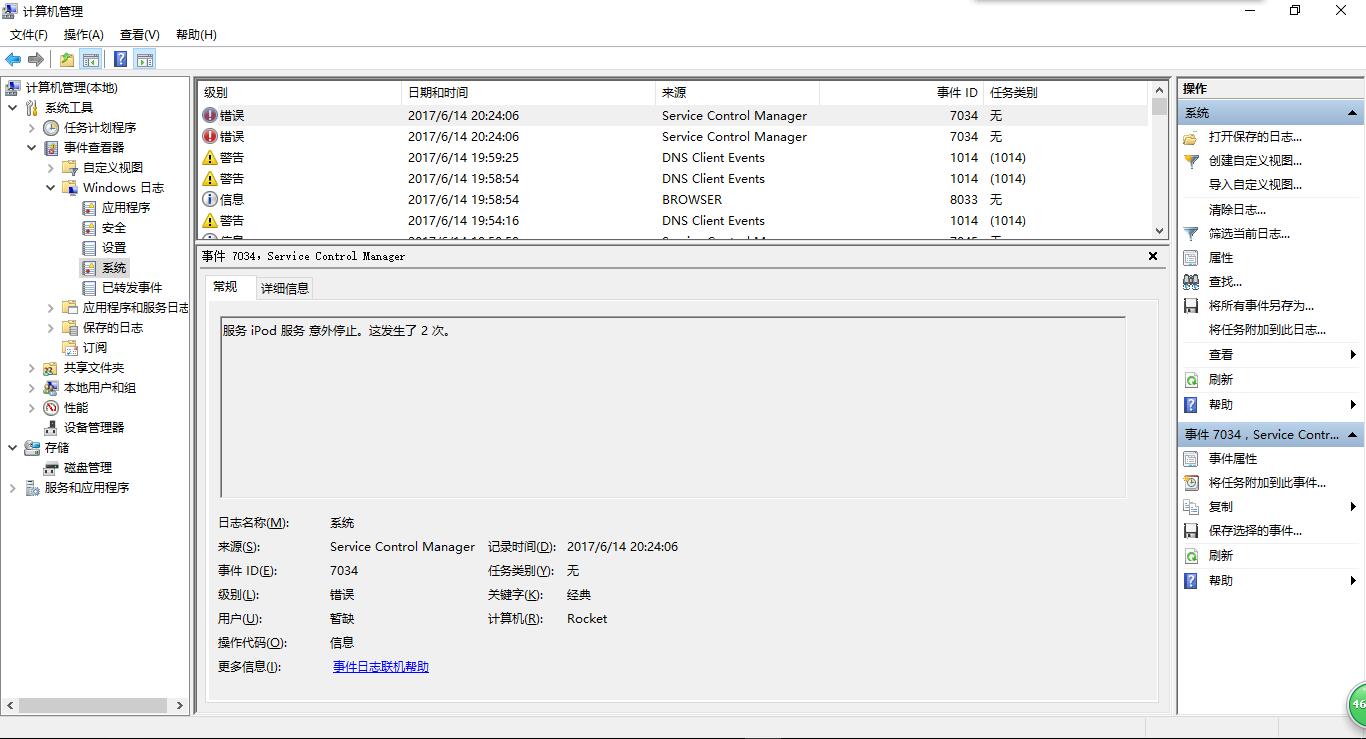 计算机管理
文件(F) 操作(A) 查看(V) 帮助(H)
计算机管理(本地)
系统工具
任务计划程序
事件查看器
自定义视图
Windows 日志
应用程序
安全
设置
系统
已转发事件
应用程序和服务日志
保存的日志
订阅
共享文件夹
本地用户和组
性能
设备管理器
存储
磁盘管理
服务和应用程序
级别 日期和时间 来源 事件 ID 任务类别
错误 2017/6/14 20:24:06 Service Control Manager 7034 无
错误 2017/6/14 20:24:06 Service Control Manager 7034 无
警告 2017/6/14 19:59:25 DNS Client Events 1014 (1014)
警告 2017/6/14 19:58:54 DNS Client Events 1014 (1014)
信息 2017/6/14 19:58:54 BROWSER 8033 无
警告 2017/6/14 19:54:16 DNS Client Events 1014 (1014)
事件 7034，Service Control Manager
常规 详细信息
服务 iPod 服务 意外停止。这发生了 2 次。
日志名称(M): 系统
来源(S): Service Control Manager 记录时间(D): 2017/6/14 20:24:06
事件 ID(E): 7034 任务类别(Y): 无
级别(L): 错误 关键字(K): 经典
用户(U): 暂缺 计算机(R): Rocket
操作代码(O): 信息
更多信息(I): 事件日志联机帮助
操作
系统
打开保存的日志...
创建自定义视图...
导入自定义视图...
清除日志...
筛选当前日志...
属性
查找...
将所有事件另存为...
将任务附加到此日志...
查看
刷新
帮助
事件 7034，Service Contr...
事件属性
将任务附加到此事件...
复制
保存选择的事件...
刷新
帮助
46